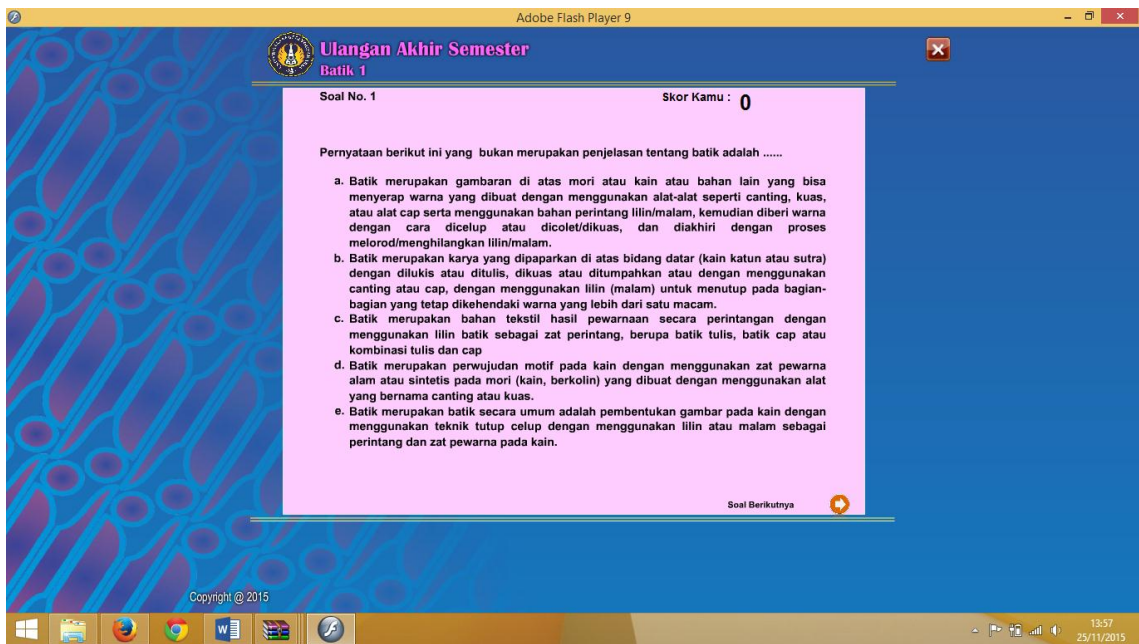 Adobe Flash Player 9
Ulangan Akhir Semester
Batik 1
Soal No. 1
Skor Kamu : 0
Pernyataan berikut ini yang bukan merupakan penjelasan tentang batik adalah ......
a. Batik merupakan gambaran di atas mori atau kain atau bahan lain yang bisa
menyerap warna yang dibuat dengan menggunakan alat-alat seperti canting, kuas,
atau alat cap serta menggunakan bahan perintang lilin/malam, kemudian diberi warna
dengan cara dicelup atau dicolet/dikuas, dan diakhiri dengan proses
melorod/menghilangkan lilin/malam.
b. Batik merupakan karya yang dipaparkan di atas bidang datar (kain katun atau sutra)
dengan dilukis atau ditulis, dikuas atau ditumpahkan atau dengan menggunakan
canting atau cap, dengan menggunakan lilin (malam) untuk menutup pada bagian-
bagian yang tetap dikehendaki warna yang lebih dari satu macam.
c. Batik merupakan bahan tekstil hasil pewarnaan secara perintangan dengan
menggunakan lilin batik sebagai zat perintang, berupa batik tulis, batik cap atau
kombinasi tulis dan cap
d. Batik merupakan perwujudan motif pada kain dengan menggunakan zat pewarna
alam atau sintetis pada mori (kain, berkolin) yang dibuat dengan menggunakan alat
yang bernama canting atau kuas.
e. Batik merupakan batik secara umum adalah pembentukan gambar pada kain dengan
menggunakan teknik tutup celup dengan menggunakan lilin atau malam sebagai
perintang dan zat pewarna pada kain.
Soal Berikutnya
Copyright @ 2015
13:57
25/11/2015